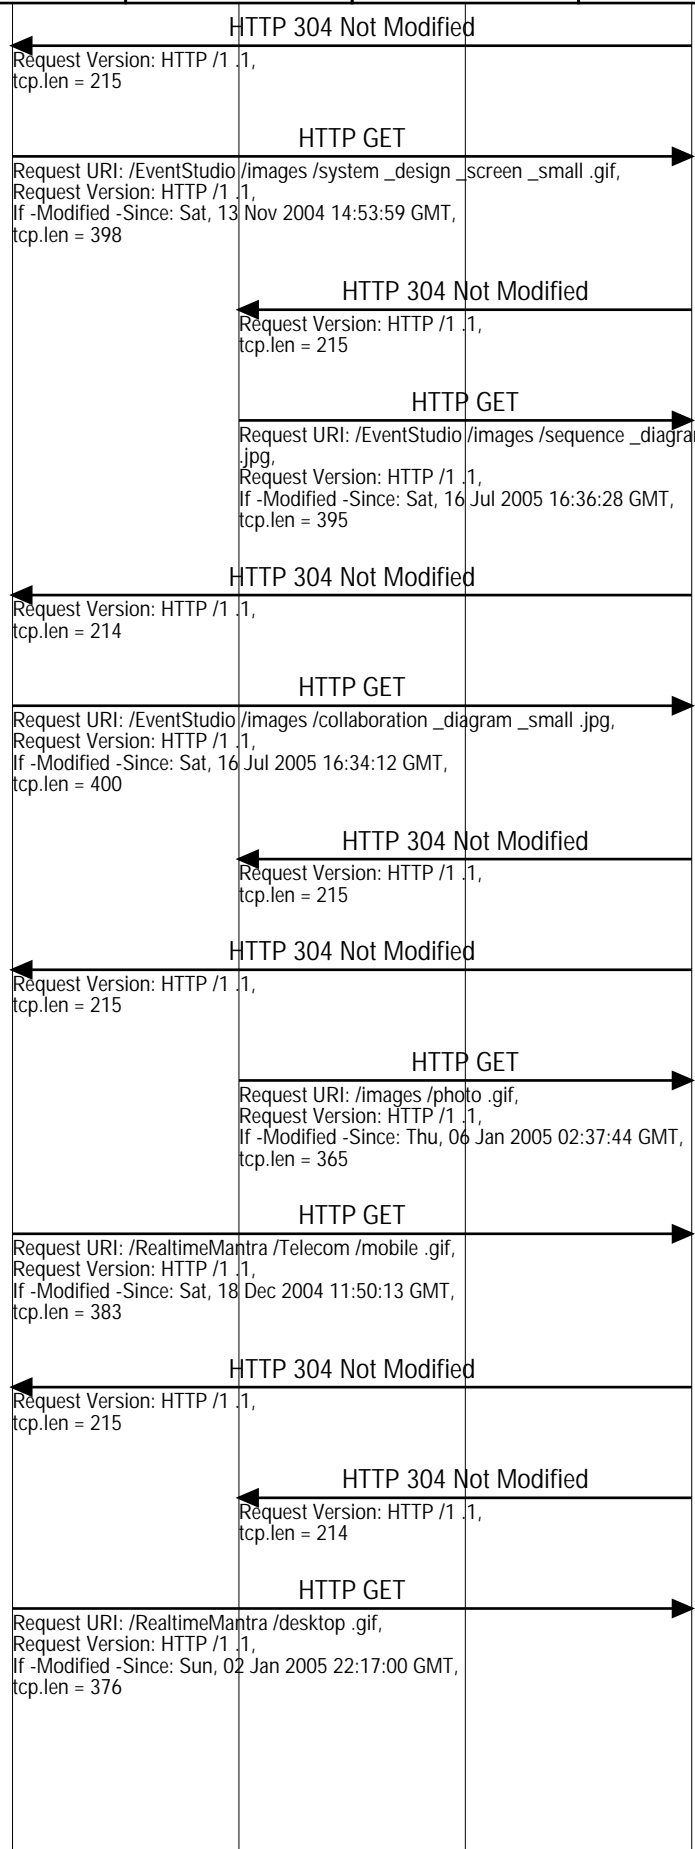 HTTP 304 Not Modified
Request Version: HTTP /1 .1,
tcp.len = 215
HTTP GET
Request URI: /EventStudio /images /system _design _screen _small .gif,
Request Version: HTTP /1 .1,
If -Modified -Since: Sat, 13 Nov 2004 14:53:59 GMT,
tcp.len = 398
HTTP 304 Not Modified
Request Version: HTTP /1 .1,
tcp.len = 215
HTTP GET
Request URI: /EventStudio /images /sequence _diagra
.jpg,
Request Version: HTTP /1 .1,
If -Modified -Since: Sat, 16 Jul 2005 16:36:28 GMT,
tcp.len = 395
HTTP 304 Not Modified
Request Version: HTTP /1 .1,
tcp.len = 214
HTTP GET
Request URI: /EventStudio /images /collaboration _diagram _small .jpg,
Request Version: HTTP /1 .1,
If -Modified -Since: Sat, 16 Jul 2005 16:34:12 GMT,
tcp.len = 400
HTTP 304 Not Modified
Request Version: HTTP /1 .1,
tcp.len = 215
HTTP 304 Not Modified
Request Version: HTTP /1 .1,
tcp.len = 215
HTTP GET
Request URI: /images /photo .gif,
Request Version: HTTP /1 .1,
If -Modified -Since: Thu, 06 Jan 2005 02:37:44 GMT,
tcp.len = 365
HTTP GET
Request URI: /RealtimeMantra /Telecom /mobile .gif,
Request Version: HTTP /1 .1,
If -Modified -Since: Sat, 18 Dec 2004 11:50:13 GMT,
tcp.len = 383
HTTP 304 Not Modified
Request Version: HTTP /1 .1,
tcp.len = 215
HTTP 304 Not Modified
Request Version: HTTP /1 .1,
tcp.len = 214
HTTP GET
Request URI: /RealtimeMantra /desktop .gif,
Request Version: HTTP /1 .1,
If -Modified -Since: Sun, 02 Jan 2005 22:17:00 GMT,
tcp.len = 376